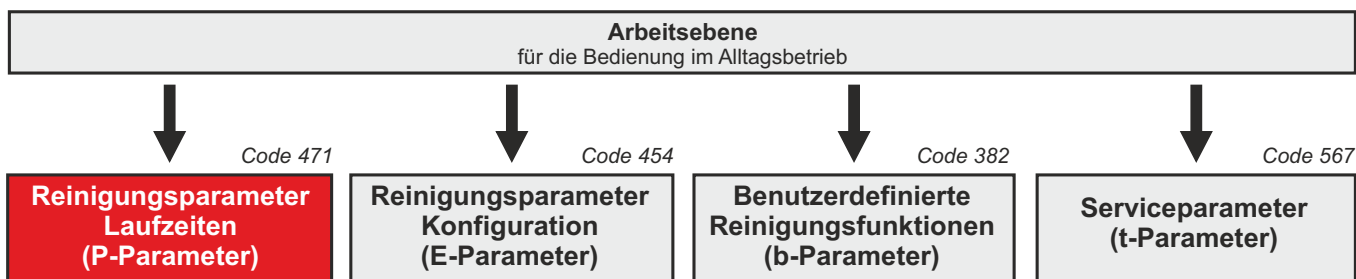 Arbeitsebene
für die Bedienung im Alltagsbetrieb
Code 471
Code 454
Code 382
Code 567
Reinigungsparameter
Laufzeiten
(P-Parameter)
Reinigungsparameter
Konfiguration
(E-Parameter)
Benutzerdefinierte
Reinigungsfunktionen
(b-Parameter)
Serviceparameter
(t-Parameter)